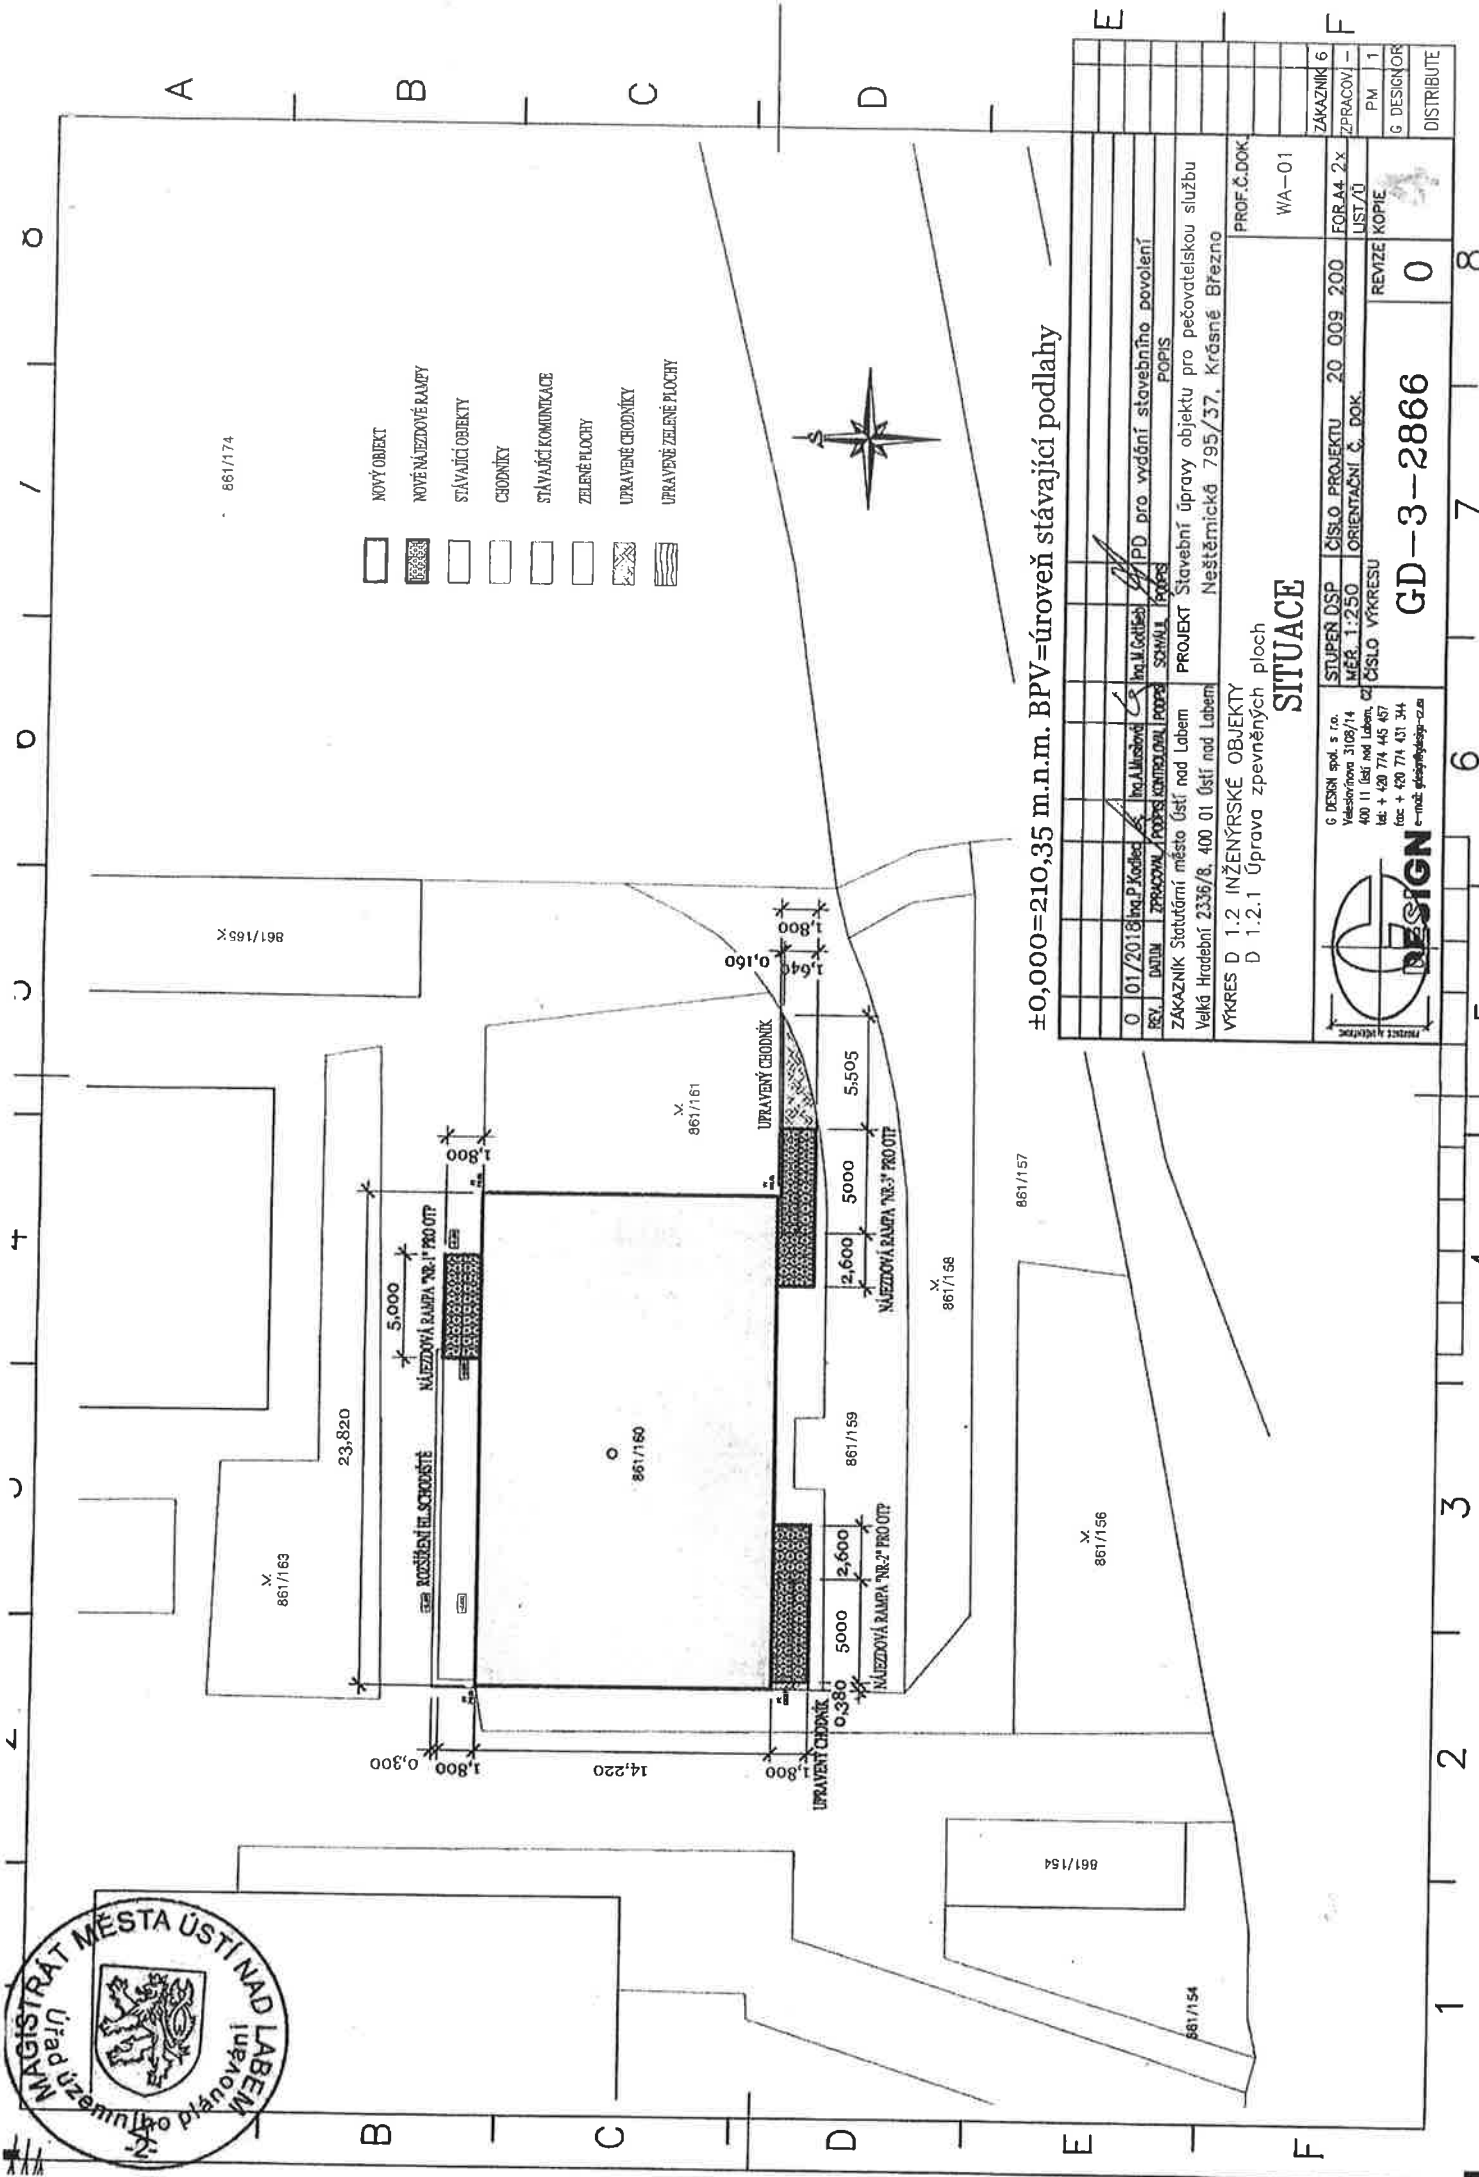 MAGISTRÁT MĚSTA ÚSTÍ NAD LABEM
Úřad územního plánování
-2-
A
B
C
D
E
F
B
C
D
E
F
1
2
3
6
7
8
861/174
NOVÝ OBJEKT
NOVÉ NÁJEZDOVÉ RAMPY
STÁVAJÍCÍ OBJEKTY
CHODNÍKY
STÁVAJÍCÍ KOMUNIKACE
ZELENÉ PLOCHY
UPRAVENÉ CHODNÍKY
UPRAVENÉ ZELENÉ PLOCHY
S
861/165
861/163
861/161
861/160
861/159
861/158
861/157
861/156
861/154
861/154
23,820
5,000
1,800
NÁJEZDOVÁ RAMPA "NR-1" PRO OTP
ROZŠÍŘENÍ HL.SCHODIŠTĚ
0,300
1,800
14,220
1,800
UPRAVENÝ CHODNÍK
0,380
5000
2,600
NÁJEZDOVÁ RAMPA "NR-2" PRO OTP
2,600
5000
5,505
NÁJEZDOVÁ RAMPA "NR-3" PRO OTP
UPRAVENÝ CHODNÍK
0,160
1,640
1,800
±0,000=210,35 m.n.m. BPV=úroveň stávající podlahy
0 01/2018 Ing.P.Kadlec Ing.A.Musilová Ing.M.Gottlieb PD pro vydání stavebního povolení
REV. DATUM ZPRACOVAL PODPIS KONTROLOVAL PODPIS SCHVÁLIL PODPIS POPIS
ZÁKAZNÍK Statutární město Ústí nad Labem
Velká Hradební 2336/8, 400 01 Ústí nad Labem
PROJEKT Stavební úpravy objektu pro pečovatelskou službu
Neštěmická 795/37, Krásné Březno
VÝKRES D 1.2 INŽENÝRSKÉ OBJEKTY
D 1.2.1 Úprava zpevněných ploch
SITUACE
PROF.Č.DOK.
WA-01
G DESIGN spol. s r.o.
Veleslavínova 3108/14
400 11 Ústí nad Labem, CZ
tel: + 420 774 445 457
fax: + 420 774 431 344
DESIGN
STUPEŇ DSP
ČÍSLO PROJEKTU 20 009 200
FOR.A4 2x
MĚŘ. 1:250
ORIENTAČNÍ Č. DOK.
LIST/Ů
ČÍSLO VÝKRESU
GD-3-2866
REVIZE
0
KOPIE
ZÁKAZNÍK 6
ZPRACOV. -
PM 1
G DESIGN OR
DISTRIBUTE